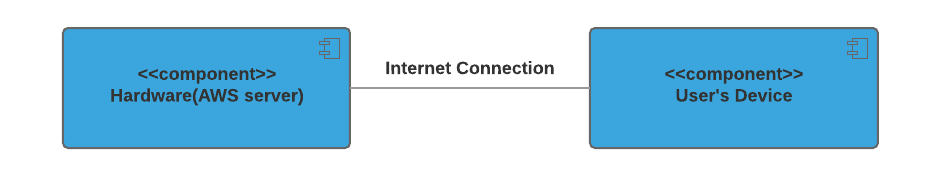 <<component>>
Hardware(AWS server)
Internet Connection
<<component>>
User's Device